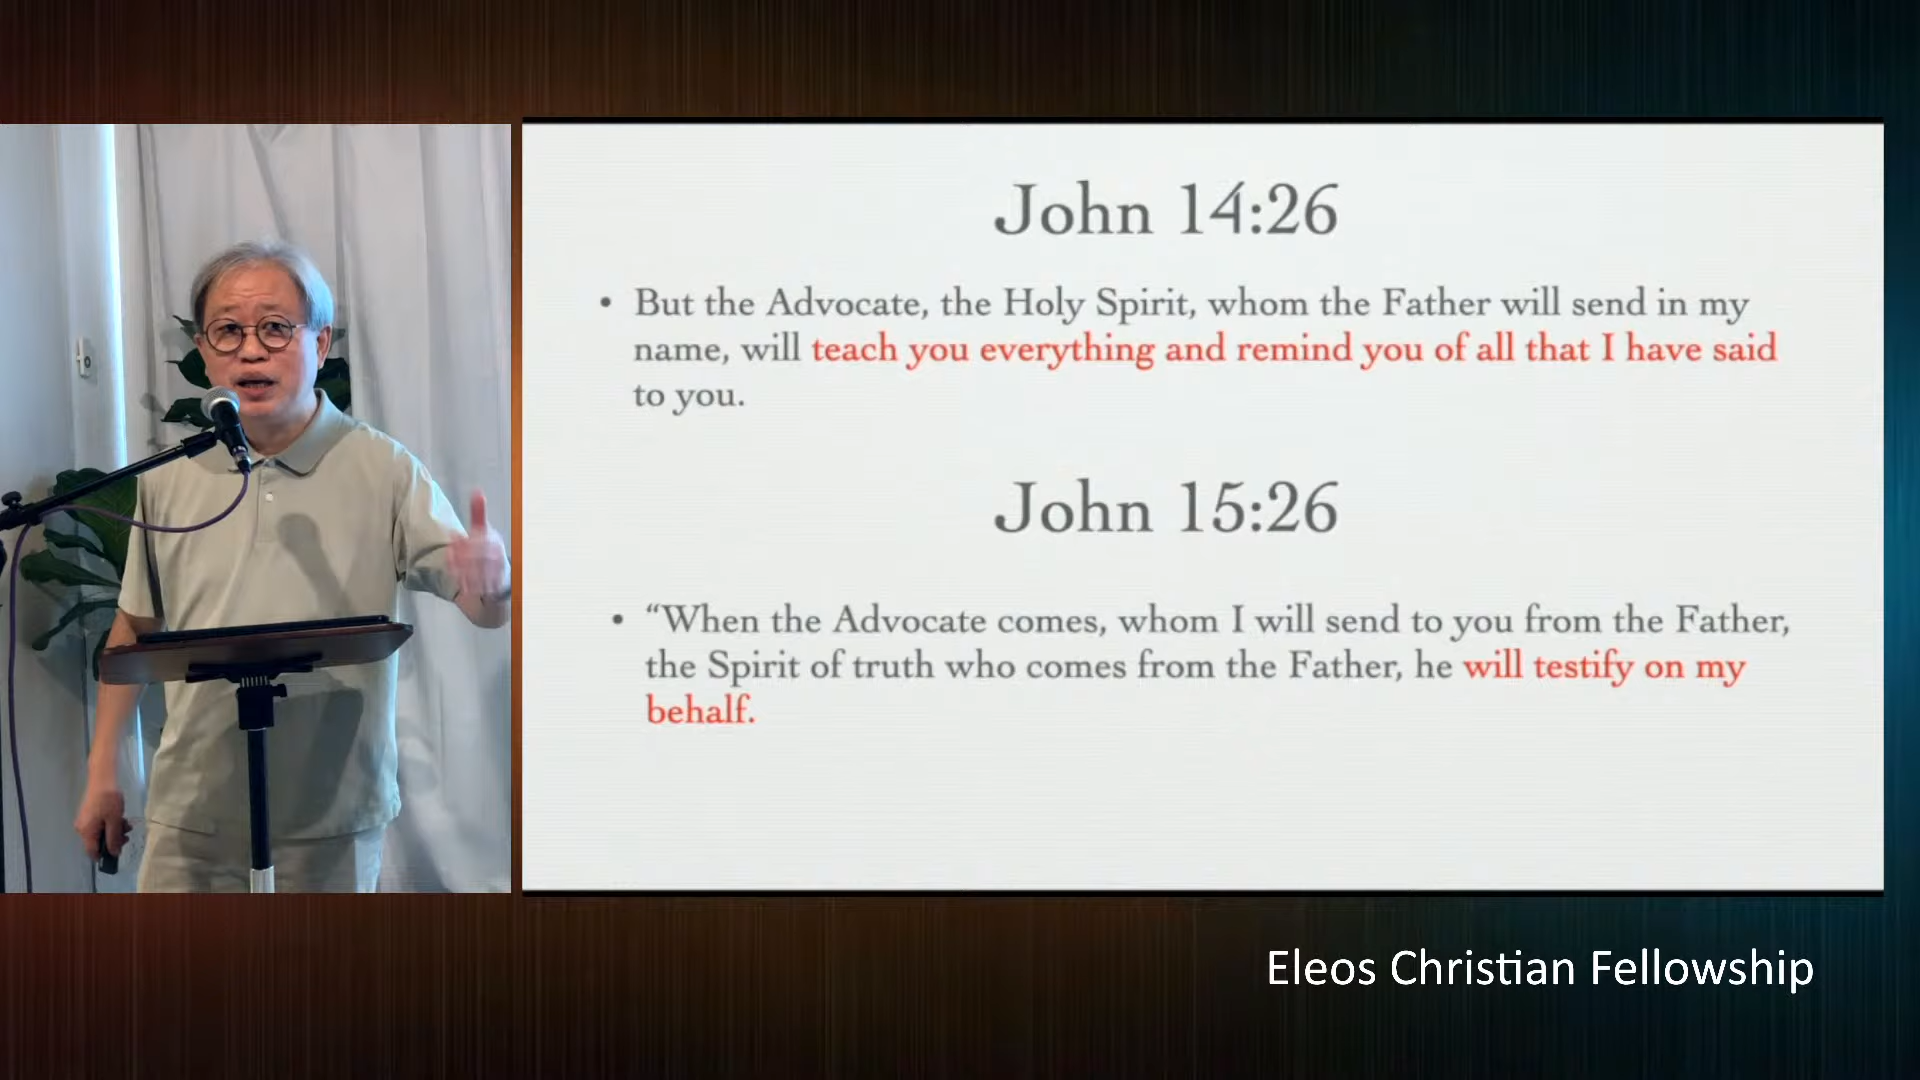 John 14:26
• But the Advocate, the Holy Spirit, whom the Father will send in my
name, will teach you everything and remind you of all that I have said
to you.
John 15:26
• “When the Advocate comes, whom I will send to you from the Father,
the Spirit of truth who comes from the Father, he will testify on my
behalf.
Eleos Christian Fellowship